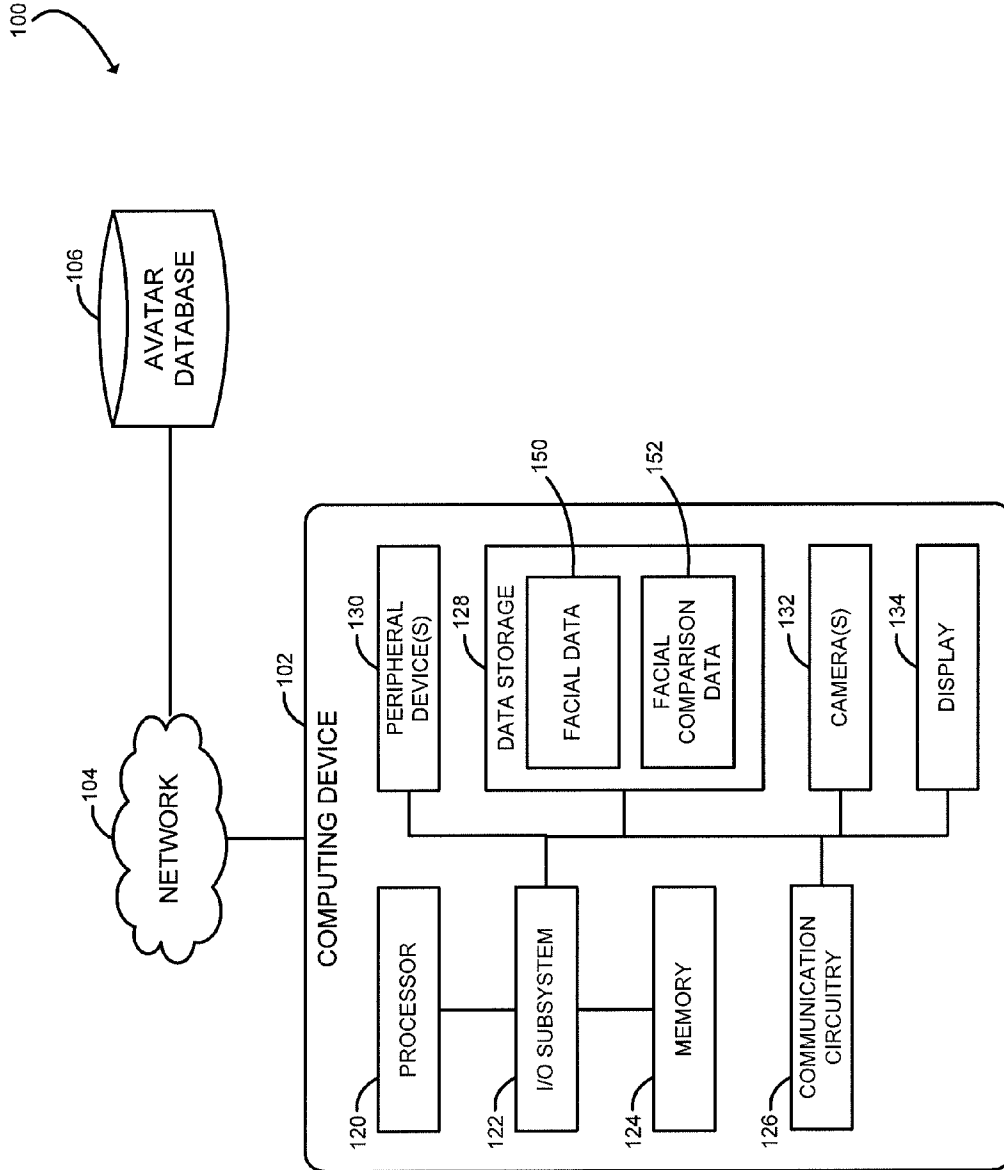 100
104
NETWORK
106
AVATAR
DATABASE
102
COMPUTING DEVICE
120
PROCESSOR
122
I/O SUBSYSTEM
124
MEMORY
126
COMMUNICATION
CIRCUITRY
130
PERIPHERAL
DEVICE(S)
128
DATA STORAGE
150
FACIAL DATA
152
FACIAL
COMPARISON
DATA
132
CAMERA(S)
134
DISPLAY